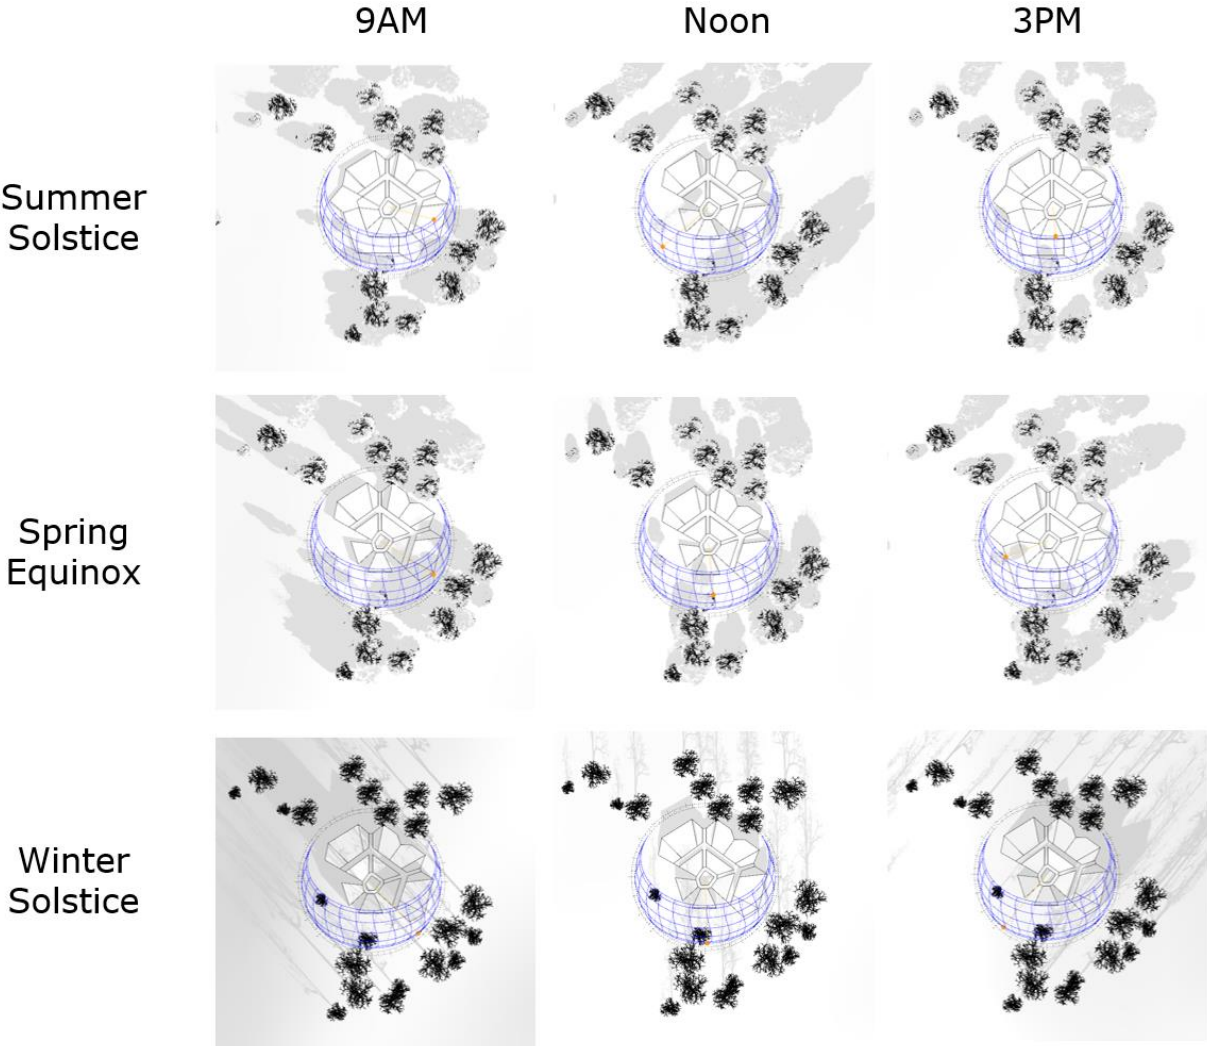 9AM
Noon
3PM
Summer
Solstice
Spring
Equinox
Winter
Solstice